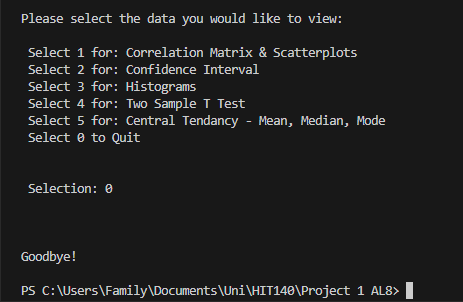 Please select the data you would like to view:
Select 1 for: Correlation Matrix & Scatterplots
Select 2 for: Confidence Interval
Select 3 for: Histograms
Select 4 for: Two Sample T Test
Select 5 for: Central Tendancy - Mean, Median, Mode
Select 0 to Quit
Selection: 0
Goodbye!
PS C:\Users\Family\Documents\Uni\HIT140\Project 1 AL8>